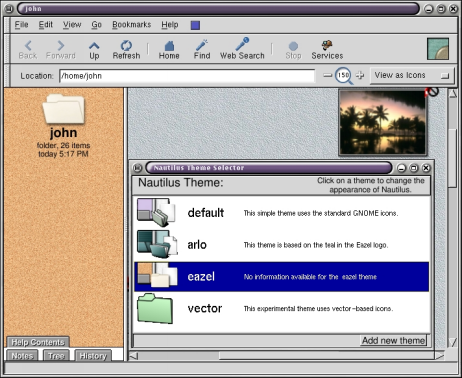 john
File Edit View Go Bookmarks Help
Back Forward Up Refresh Home Find Web Search Stop Services
Location: /home/john 150 View as Icons
john
folder, 26 items
today 5:17 PM
Nautilus Theme Selector
Nautilus Theme:
Click on a theme to change the
appearance of Nautilus.
default This simple theme uses the standard GNOME icons.
arlo This theme is based on the teal in the Eazel logo.
eazel No information available for the eazel theme
vector This experimental theme uses vector-based icons.
Add new theme
Help Contents
Notes Tree History